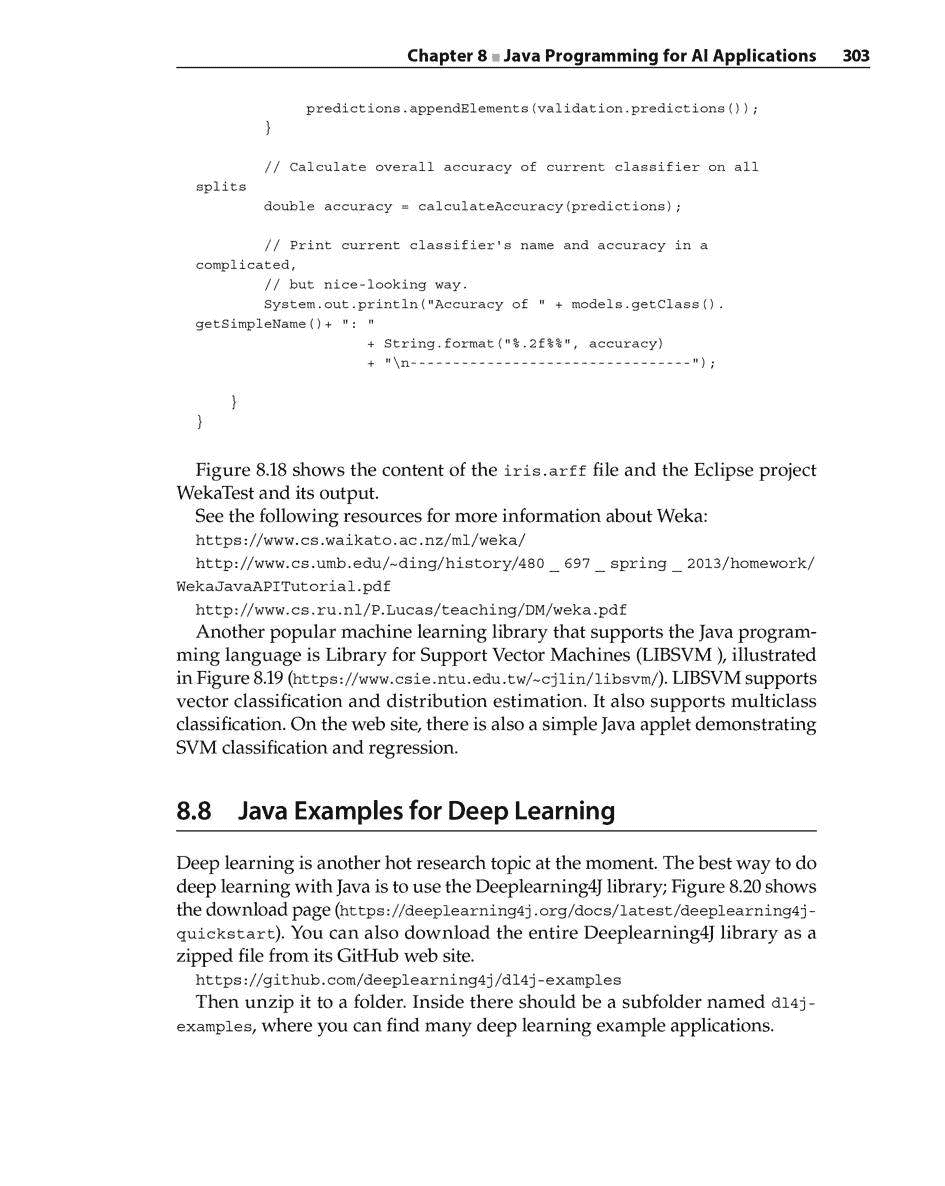 Chapter 8 ■ Java Programming for AI Applications 303
predictions.appendElements(validation.predictions());
}
// Calculate overall accuracy of current classifier on all
splits
double accuracy = calculateAccuracy(predictions);
// Print current classifier's name and accuracy in a
complicated,
// but nice-looking way.
System.out.println("Accuracy of " + models.getClass().
getSimpleName()+ ": "
+ String.format("%.2f%%", accuracy)
+ "\n---------------------------------");
}
}
Figure 8.18 shows the content of the iris.arff file and the Eclipse project
WekaTest and its output.
See the following resources for more information about Weka:
https://www.cs.waikato.ac.nz/ml/weka/
http://www.cs.umb.edu/~ding/history/480 _ 697 _ spring _ 2013/homework/
WekaJavaAPITutorial.pdf
http://www.cs.ru.nl/P.Lucas/teaching/DM/weka.pdf
Another popular machine learning library that supports the Java program-
ming language is Library for Support Vector Machines (LIBSVM ), illustrated
in Figure 8.19 (https://www.csie.ntu.edu.tw/~cjlin/libsvm/). LIBSVM supports
vector classification and distribution estimation. It also supports multiclass
classification. On the web site, there is also a simple Java applet demonstrating
SVM classification and regression.
8.8 Java Examples for Deep Learning
Deep learning is another hot research topic at the moment. The best way to do
deep learning with Java is to use the Deeplearning4J library; Figure 8.20 shows
the download page (https://deeplearning4j.org/docs/latest/deeplearning4j-
quickstart). You can also download the entire Deeplearning4J library as a
zipped file from its GitHub web site.
https://github.com/deeplearning4j/dl4j-examples
Then unzip it to a folder. Inside there should be a subfolder named dl4j-
examples, where you can find many deep learning example applications.